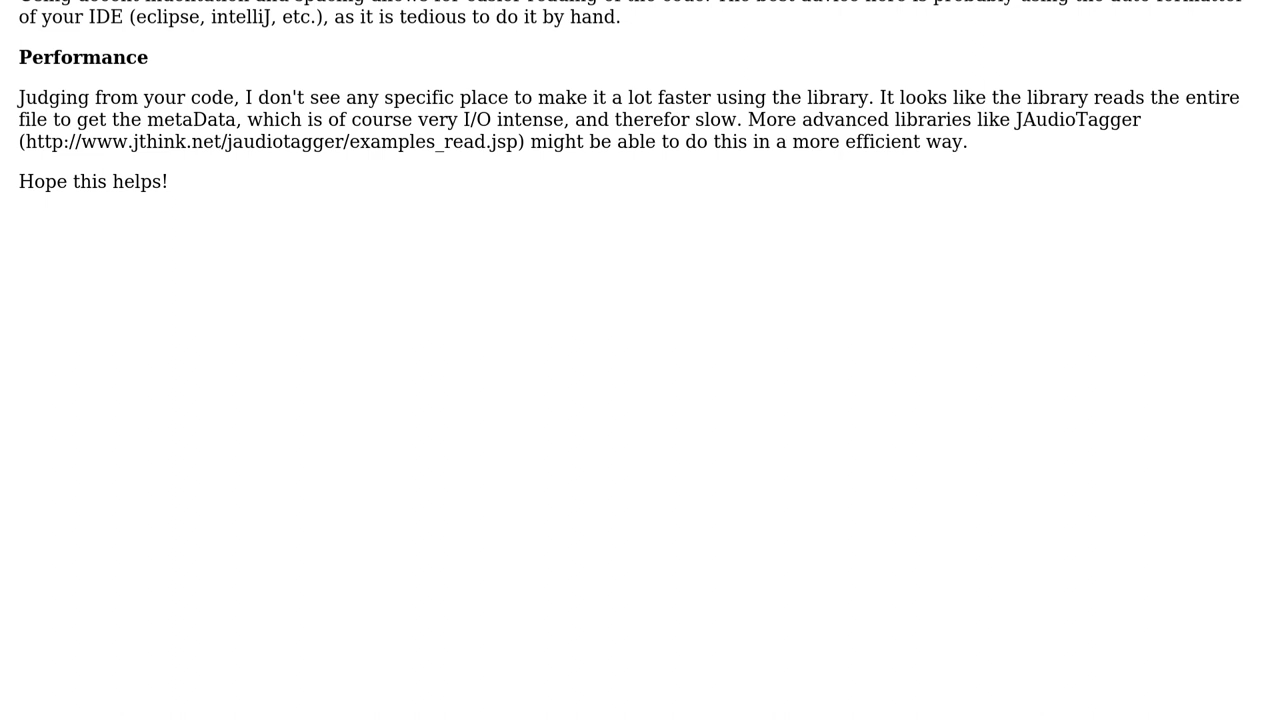 of your IDE (eclipse, intelliJ, etc.), as it is tedious to do it by hand.
Performance
Judging from your code, I don't see any specific place to make it a lot faster using the library. It looks like the library reads the entire
file to get the metaData, which is of course very I/O intense, and therefor slow. More advanced libraries like JAudioTagger
(http://www.jthink.net/jaudiotagger/examples_read.jsp) might be able to do this in a more efficient way.
Hope this helps!